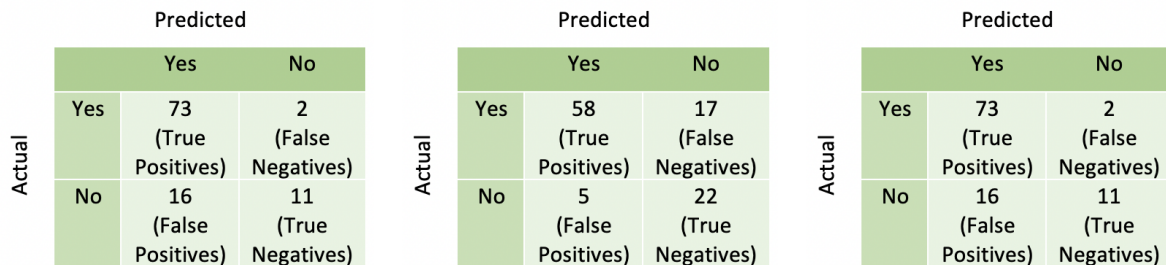 Predicted
Yes No
Actual
Yes 73 2
(True (False
Positives) Negatives)
No 16 11
(False (True
Positives) Negatives)
Predicted
Yes No
Actual
Yes 58 17
(True (False
Positives) Negatives)
No 5 22
(False (True
Positives) Negatives)
Predicted
Yes No
Actual
Yes 73 2
(True (False
Positives) Negatives)
No 16 11
(False (True
Positives) Negatives)